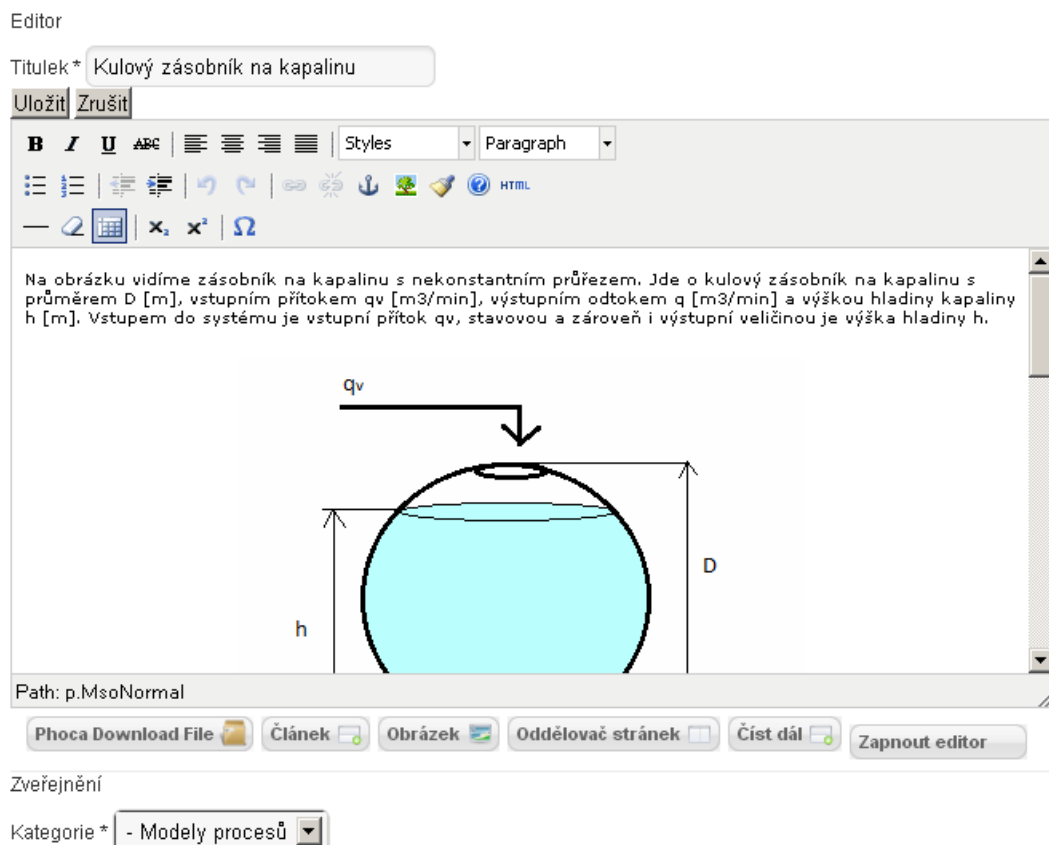 Editor
Titulek * Kulový zásobník na kapalinu
Uložit Zrušit
B I U ABC Styles Paragraph
HTML
x₂ x² Ω
Na obrázku vidíme zásobník na kapalinu s nekonstantním průřezem. Jde o kulový zásobník na kapalinu s
průměrem D [m], vstupním přítokem qv [m3/min], výstupním odtokem q [m3/min] a výškou hladiny kapaliny
h [m]. Vstupem do systému je vstupní přítok qv, stavovou a zároveň i výstupní veličinou je výška hladiny h.
qv
D
h
Path: p.MsoNormal
Phoca Download File Článek Obrázek Oddělovač stránek Číst dál Zapnout editor
Zveřejnění
Kategorie * - Modely procesů